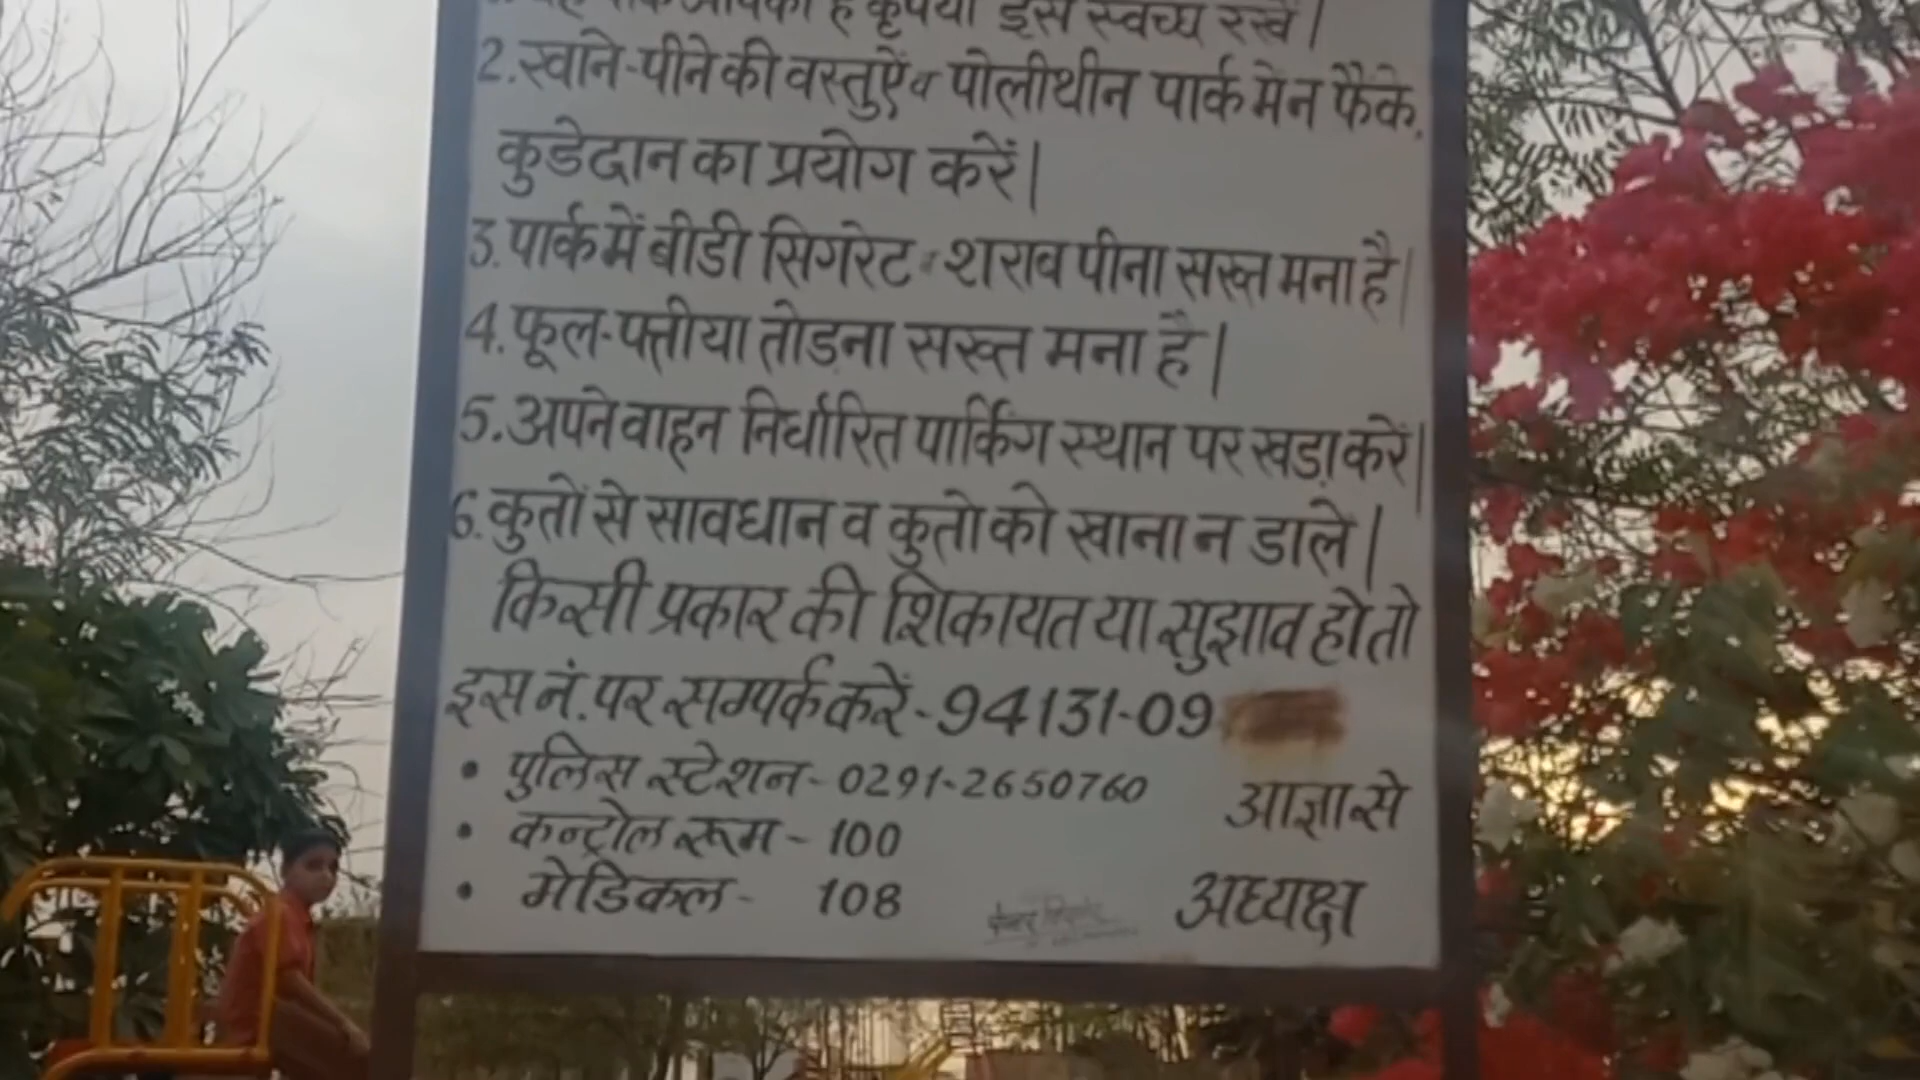 1. यह पार्क आपका है कृपया इसे स्वच्छ रखें |
2. खाने-पीने की वस्तुऐं व पोलीथीन पार्क मे न फैंके,
कुडेदान का प्रयोग करें |
3. पार्क में बीडी सिगरेट व शराव पीना सख्त मना है |
4. फूल-पत्तीया तोड़ना सख्त मना है |
5. अपने वाहन निर्धारित पार्किंग स्थान पर खड़ा करें |
6. कुतों से सावधान व कुतो को खाना न डाले |
किसी प्रकार की शिकायत या सुझाव हो तो
इस नं. पर सम्पर्क करें - 94131-09
• पुलिस स्टेशन - 0291-2650760
• कन्ट्रोल रूम - 100
• मेडिकल - 108
आज्ञा से
अध्यक्ष